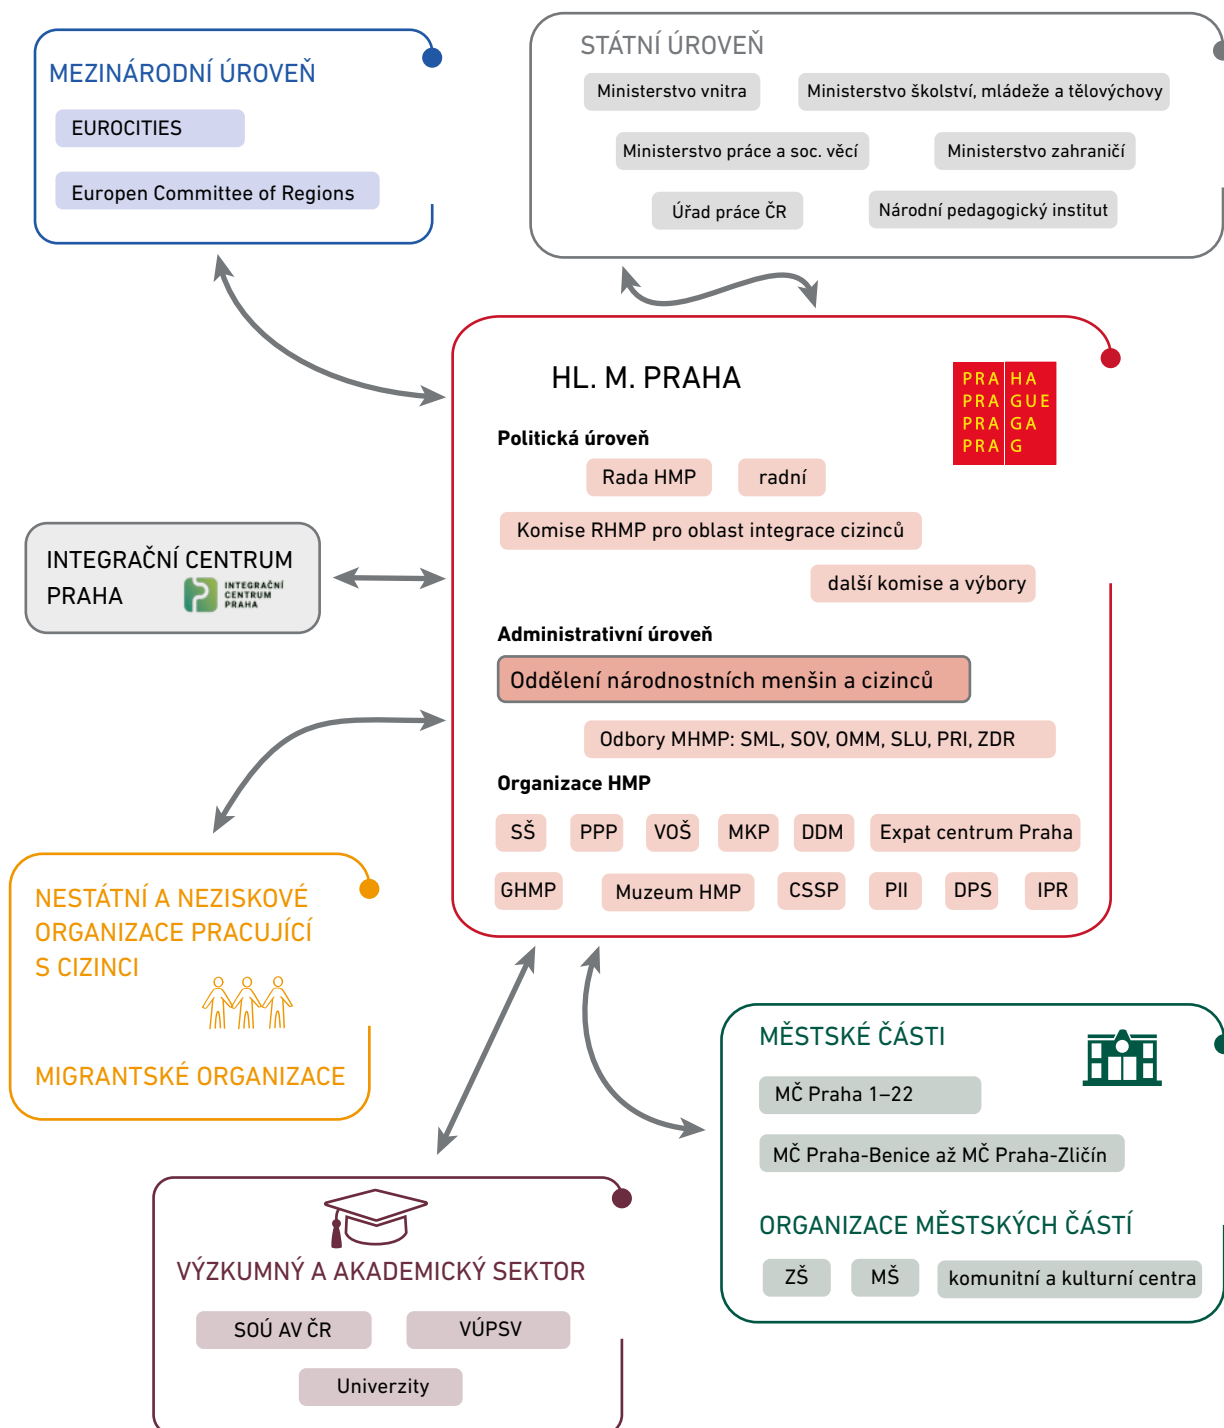 MEZINÁRODNÍ ÚROVEŇ
EUROCITIES
Europen Committee of Regions
STÁTNÍ ÚROVEŇ
Ministerstvo vnitra
Ministerstvo školství, mládeže a tělovýchovy
Ministerstvo práce a soc. věcí
Ministerstvo zahraničí
Úřad práce ČR
Národní pedagogický institut
HL. M. PRAHA
PRA HA
PRA GUE
PRA GA
PRA G
Politická úroveň
Rada HMP
radní
Komise RHMP pro oblast integrace cizinců
další komise a výbory
Administrativní úroveň
Oddělení národnostních menšin a cizinců
Odbory MHMP: SML, SOV, OMM, SLU, PRI, ZDR
Organizace HMP
SŠ
PPP
VOŠ
MKP
DDM
Expat centrum Praha
GHMP
Muzeum HMP
CSSP
PII
DPS
IPR
INTEGRAČNÍ CENTRUM
PRAHA
INTEGRAČNÍ
CENTRUM
PRAHA
NESTÁTNÍ A NEZISKOVÉ
ORGANIZACE PRACUJÍCÍ
S CIZINCI
MIGRANTSKÉ ORGANIZACE
MĚSTSKÉ ČÁSTI
MČ Praha 1–22
MČ Praha-Benice až MČ Praha-Zličín
ORGANIZACE MĚSTSKÝCH ČÁSTÍ
ZŠ
MŠ
komunitní a kulturní centra
VÝZKUMNÝ A AKADEMICKÝ SEKTOR
SOÚ AV ČR
VÚPSV
Univerzity